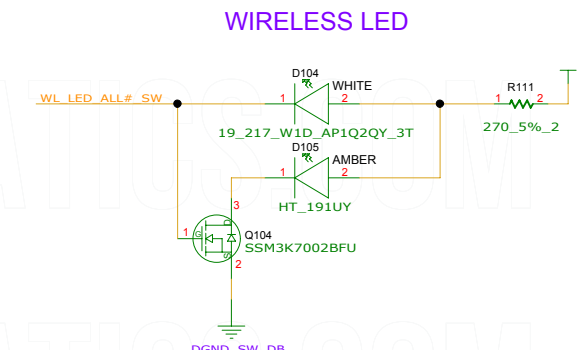 WIRELESS LED
D104
WHITE
R111
WL_LED_ALL#_SW
1
2
1
2
19_217_W1D_AP1Q2QY_3T
270_5%_2
D105
AMBER
1
2
HT_191UY
3
D
1
G
Q104
SSM3K7002BFU
S
2
DGND_SW_DB